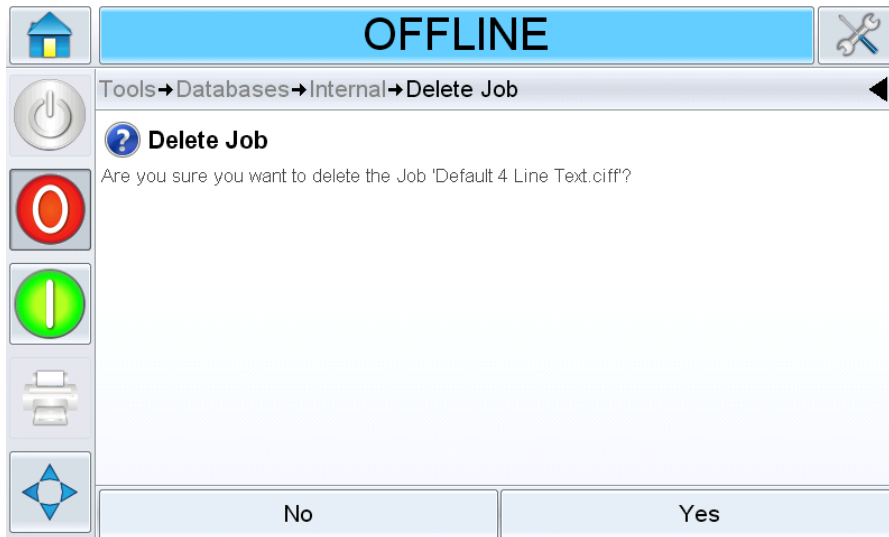 OFFLINE
Tools→Databases→Internal→Delete Job
Delete Job
Are you sure you want to delete the Job 'Default 4 Line Text.ciff'?
No
Yes